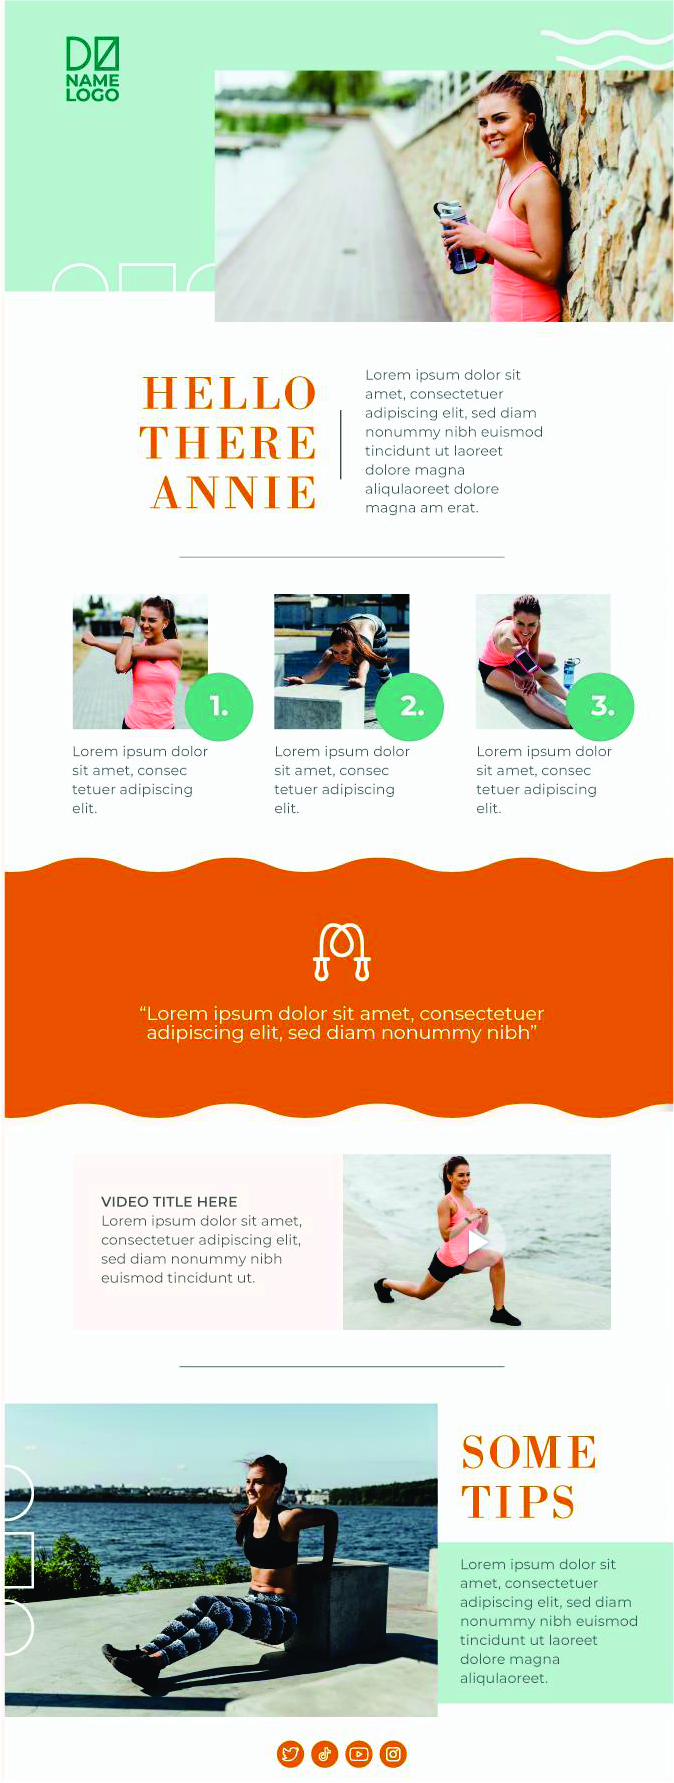 NAME
LOGO
HELLO
THERE
ANNIE
Lorem ipsum dolor sit
amet, consectetuer
adipiscing elit, sed diam
nonummy nibh euismod
tincidunt ut laoreet
dolore magna
aliqulaoreet dolore
magna am erat.
1.
Lorem ipsum dolor
sit amet, consec
tetuer adipiscing
elit.
2.
Lorem ipsum dolor
sit amet, consec
tetuer adipiscing
elit.
3.
Lorem ipsum dolor
sit amet, consec
tetuer adipiscing
elit.
“Lorem ipsum dolor sit amet, consectetuer
adipiscing elit, sed diam nonummy nibh”
VIDEO TITLE HERE
Lorem ipsum dolor sit amet,
consectetuer adipiscing elit,
sed diam nonummy nibh
euismod tincidunt ut.
SOME
TIPS
Lorem ipsum dolor sit
amet, consectetuer
adipiscing elit, sed diam
nonummy nibh euismod
tincidunt ut laoreet
dolore magna
aliqulaoreet.